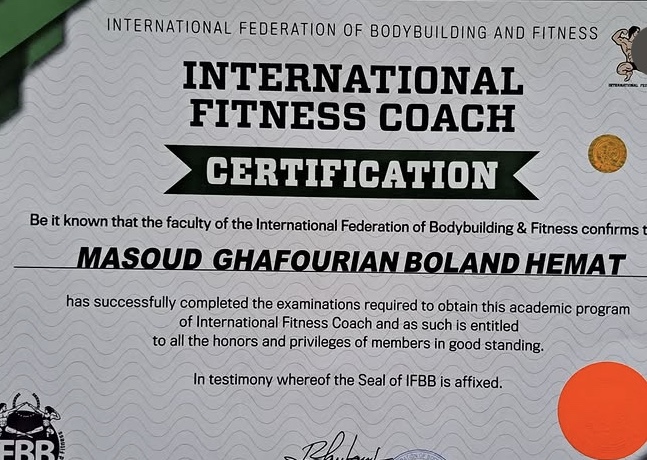 INTERNATIONAL FEDERATION OF BODYBUILDING AND FITNESS
INTERNATIONAL
FITNESS COACH
CERTIFICATION
Be it known that the faculty of the International Federation of Bodybuilding & Fitness confirms
MASOUD GHAFOURIAN BOLAND HEMAT
has successfully completed the examinations required to obtain this academic program
of International Fitness Coach and as such is entitled
to all the honors and privileges of members in good standing.
In testimony whereof the Seal of IFBB is affixed.